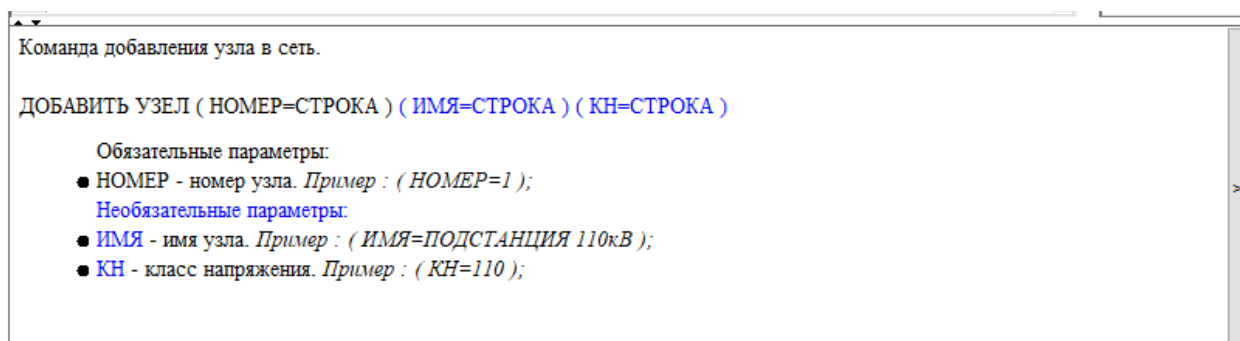 Команда добавления узла в сеть.
ДОБАВИТЬ УЗЕЛ ( НОМЕР=СТРОКА ) ( ИМЯ=СТРОКА ) ( КН=СТРОКА )
Обязательные параметры:
● НОМЕР - номер узла. Пример : ( НОМЕР=1 );
Необязательные параметры:
● ИМЯ - имя узла. Пример : ( ИМЯ=ПОДСТАНЦИЯ 110кВ );
● КН - класс напряжения. Пример : ( КН=110 );